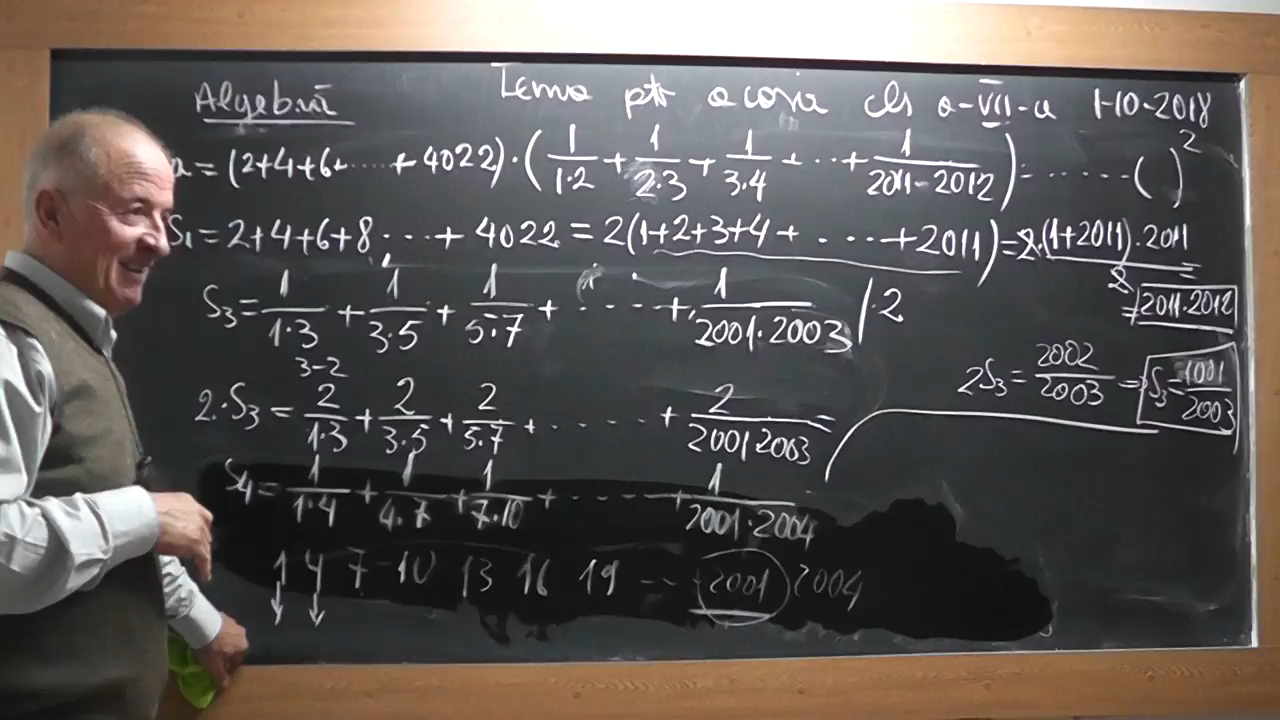 Algebră
Tema ptr acasă cls a-VII-a 1-10-2018
a=(2+4+6+.....+4022)·(1/1·2+1/2·3+1/3·4+...+1/2011-2012)=......( )²
S₁=2+4+6+8...+4022=2(1+2+3+4+....+2011)=2·(1+2011)·2011/2
=2011·2012
S₃=1/1·3+1/3·5+1/5·7+.....+1/2001·2003 |·2
3-2
2S₃=2002/2003 ⇒S₃=1001/2003
2·S₃=2/1·3+2/3·5+2/5·7+.....+2/2001·2003=
S₄=1/1·4+1/4·7+1/7·10+.....+1/2001·2004
1 4 7-10 13 16 19 --- 2001 2004